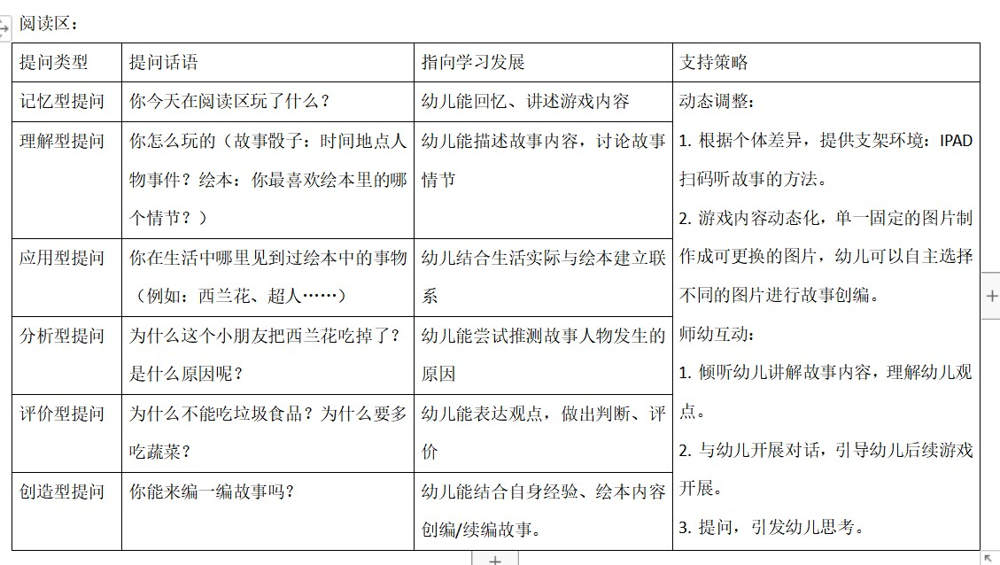 阅读区：
提问类型 提问话语 指向学习发展 支持策略
记忆型提问 你今天在阅读区玩了什么？ 幼儿能回忆、讲述游戏内容
理解型提问 你怎么玩的（故事骰子：时间地点人
物事件？绘本：你最喜欢绘本里的哪
个情节？）
幼儿能描述故事内容，讨论故事
情节
应用型提问 你在生活中哪里见到过绘本中的事物
（例如：西兰花、超人……）
幼儿结合生活实际与绘本建立联
系
分析型提问 为什么这个小朋友把西兰花吃掉了？
是什么原因呢？
幼儿能尝试推测故事人物发生的
原因
评价型提问 为什么不能吃垃圾食品？为什么要多
吃蔬菜？
幼儿能表达观点，做出判断、评
价
创造型提问 你能来编一编故事吗？
幼儿能结合自身经验、绘本内容
创编/续编故事。
动态调整：
1. 根据个体差异，提供支架环境：IPAD
扫码听故事的方法。
2. 游戏内容动态化，单一固定的图片制
作成可更换的图片，幼儿可以自主选择
不同的图片进行故事创编。
师幼互动：
1. 倾听幼儿讲解故事内容，理解幼儿观
点。
2. 与幼儿开展对话，引导幼儿后续游戏
开展。
3. 提问，引发幼儿思考。